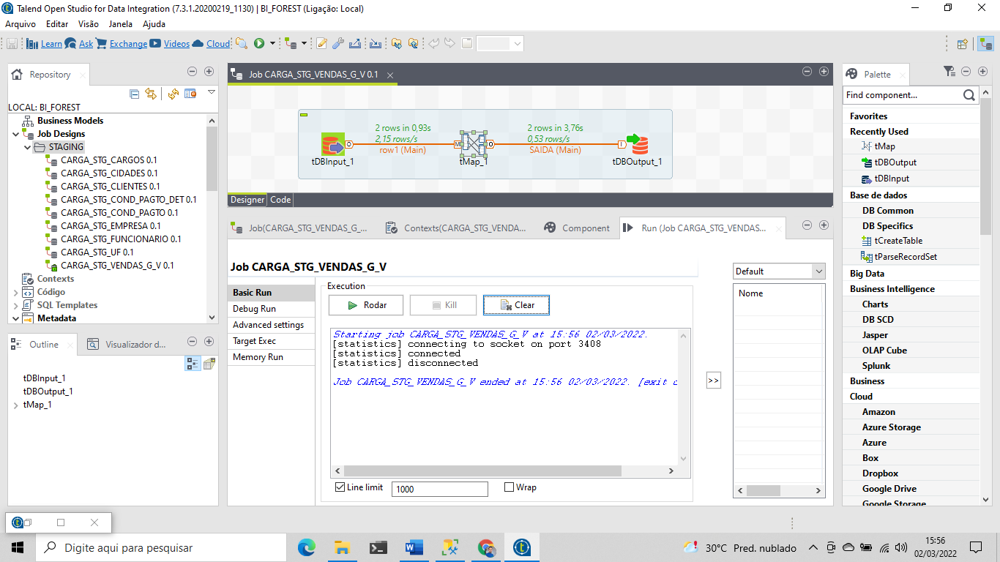 Talend Open Studio for Data Integration (7.3.1.20200219_1130) | BI_FOREST (Ligação: Local)
Arquivo Editar Visão Janela Ajuda
Learn Ask Exchange Videos Cloud
Repository
LOCAL: BI_FOREST
Business Models
Job Designs
STAGING
CARGA_STG_CARGOS 0.1
CARGA_STG_CIDADES 0.1
CARGA_STG_CLIENTES 0.1
CARGA_STG_COND_PAGTO_DET 0.1
CARGA_STG_COND_PAGTO 0.1
CARGA_STG_EMPRESA 0.1
CARGA_STG_FUNCIONARIO 0.1
CARGA_STG_UF 0.1
CARGA_STG_VENDAS_G_V 0.1
Contexts
Código
SQL Templates
Metadata
Outline Visualizador d...
tDBInput_1
tDBOutput_1
tMap_1
Job CARGA_STG_VENDAS_G_V 0.1
2 rows in 0,93s
2,15 rows/s
row1 (Main)
2 rows in 3,76s
0,53 rows/s
SAIDA (Main)
tDBInput_1
tMap_1
tDBOutput_1
Designer Code
Job(CARGA_STG_VENDAS_G_... Contexts(CARGA_STG_VENDA... Component Run (Job CARGA_STG_VENDAS...
Job CARGA_STG_VENDAS_G_V
Basic Run
Debug Run
Advanced settings
Target Exec
Memory Run
Execution
Rodar Kill Clear
Starting job CARGA_STG_VENDAS_G_V at 15:56 02/03/2022.
[statistics] connecting to socket on port 3408
[statistics] connected
[statistics] disconnected
Job CARGA_STG_VENDAS_G_V ended at 15:56 02/03/2022. [exit c
Line limit 1000 Wrap
>>
Default
Nome
Palette
Find component...
Favorites
Recently Used
tMap
tDBOutput
tDBInput
Base de dados
DB Common
DB Specifics
tCreateTable
tParseRecordSet
Big Data
Business Intelligence
Charts
DB SCD
Jasper
OLAP Cube
Splunk
Business
Cloud
Amazon
Azure Storage
Azure
Box
Dropbox
Google Drive
Google Storage
Digite aqui para pesquisar
30°C Pred. nublado
15:56
02/03/2022